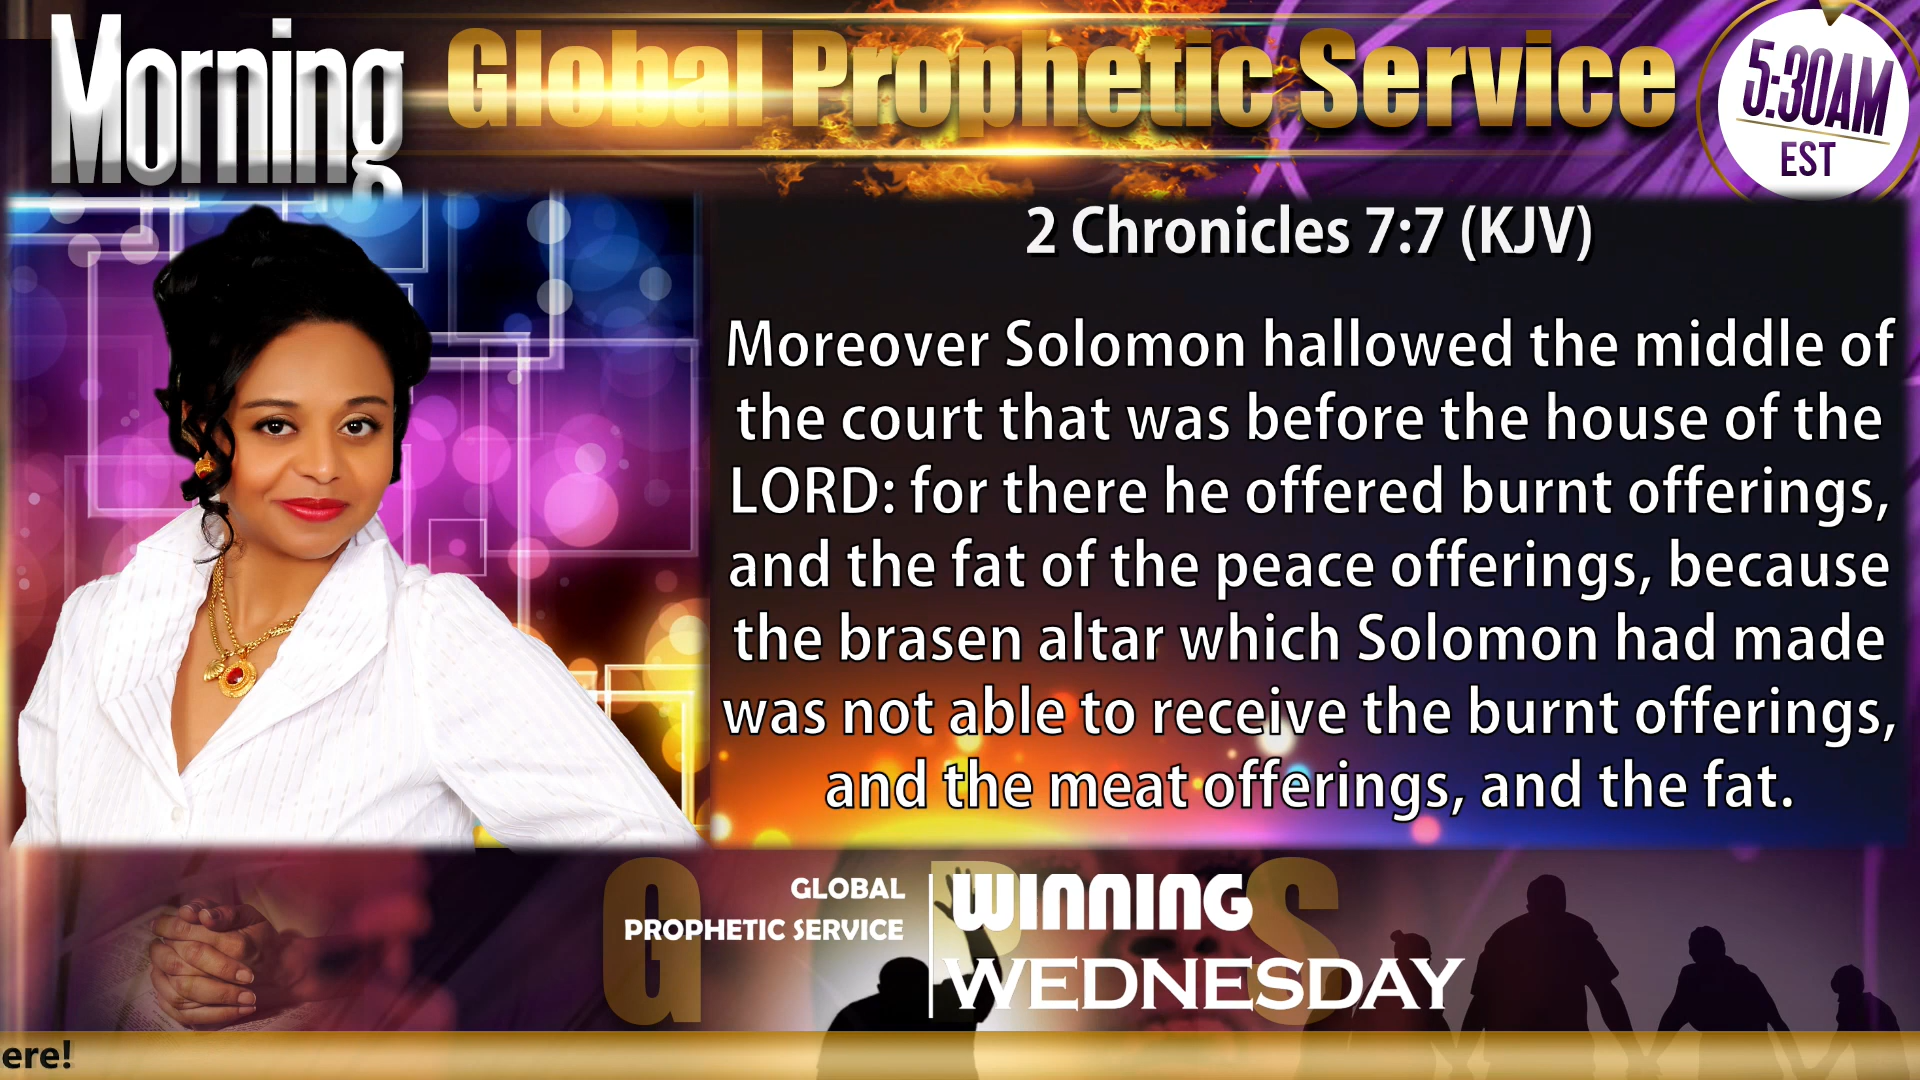 Morning Global Prophetic Service
5:30AM
EST
2 Chronicles 7:7 (KJV)
Moreover Solomon hallowed the middle of
the court that was before the house of the
LORD: for there he offered burnt offerings,
and the fat of the peace offerings, because
the brasen altar which Solomon had made
was not able to receive the burnt offerings,
and the meat offerings, and the fat.
G P S
GLOBAL
PROPHETIC SERVICE
WINNING
WEDNESDAY
ere!